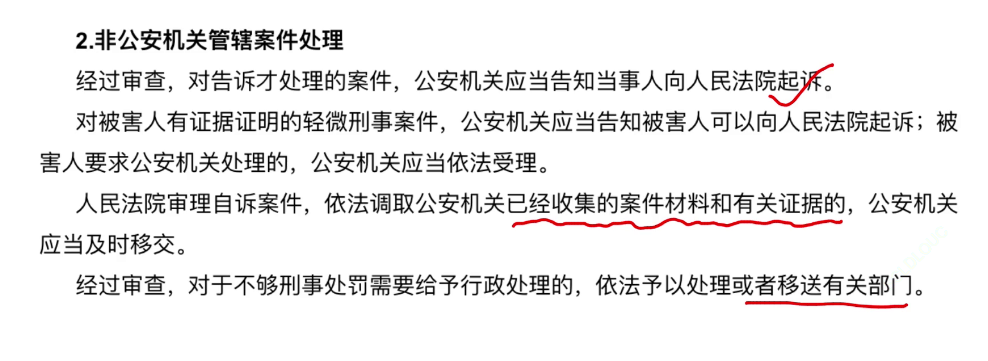 2.非公安机关管辖案件处理
经过审查，对告诉才处理的案件，公安机关应当告知当事人向人民法院起诉。
对被害人有证据证明的轻微刑事案件，公安机关应当告知被害人可以向人民法院起诉；被
害人要求公安机关处理的，公安机关应当依法受理。
人民法院审理自诉案件，依法调取公安机关已经收集的案件材料和有关证据的，公安机关
应当及时移交。
经过审查，对于不够刑事处罚需要给予行政处理的，依法予以处理或者移送有关部门。